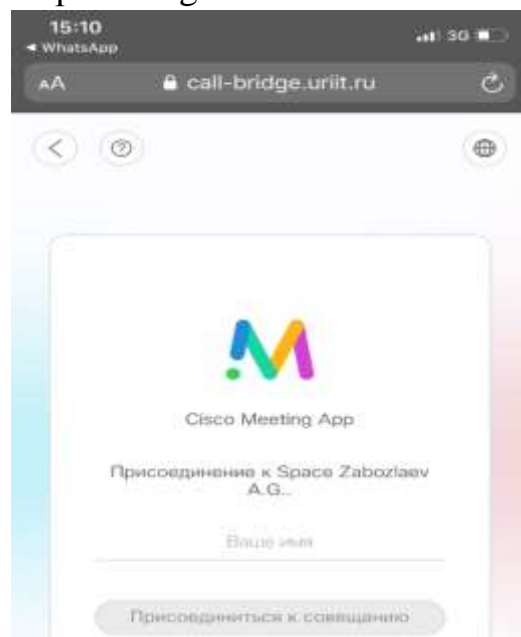 15:10
3G
◄ WhatsApp
AA
call-bridge.uriit.ru
Cisco Meeting App
Присоединение к Space Zabozlaev
A.G..
Ваше имя
Присоединиться к совещанию